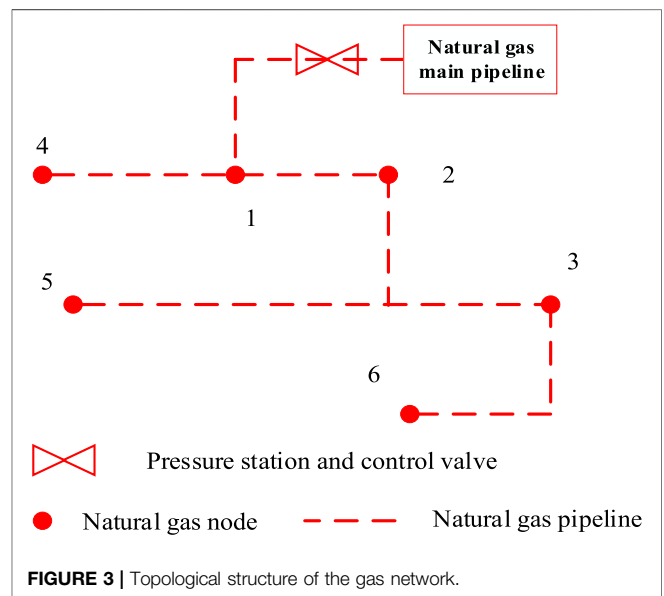 Natural gas
main pipeline
4
2
1
5
3
6
Pressure station and control valve
Natural gas node
Natural gas pipeline
FIGURE 3 | Topological structure of the gas network.